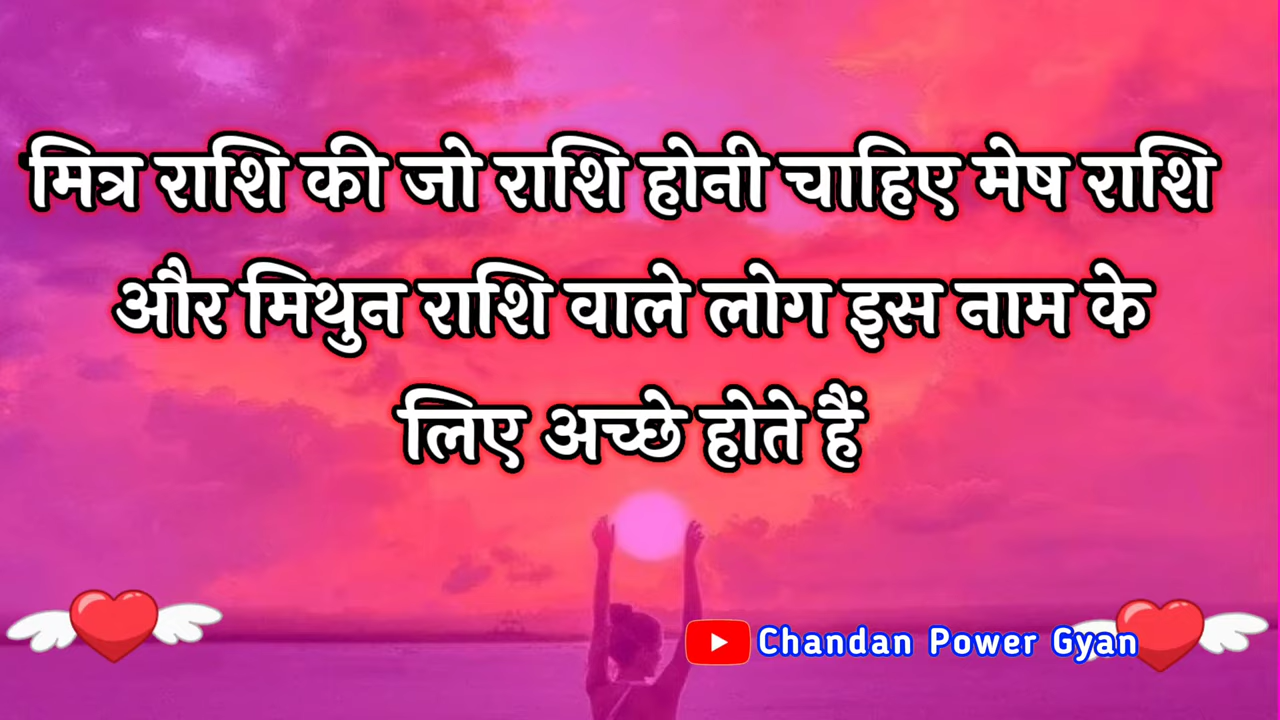 मित्र राशि की जो राशि होनी चाहिए मेष राशि
और मिथुन राशि वाले लोग इस नाम के
लिए अच्छे होते हैं
Chandan Power Gyan